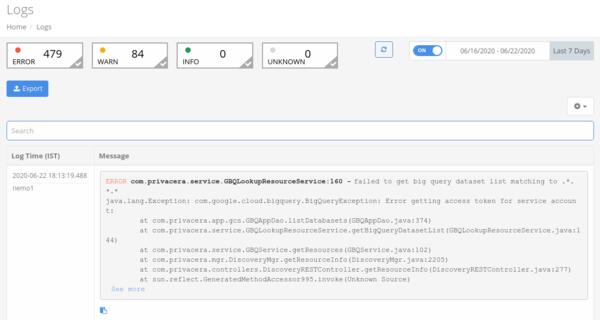 Logs
Home / Logs
479
ERROR
84
WARN
0
INFO
0
UNKNOWN
ON
06/16/2020 - 06/22/2020
Last 7 Days
Export
Search
Log Time (IST)
Message
2020-06-22 18:13:19.488
nemo1
ERROR com.privacera.service.GBQLookupResourceService:160 - failed to get big query dataset list matching to .*.
*.*
java.lang.Exception: com.google.cloud.bigquery.BigQueryException: Error getting access token for service accoun
t:
at com.privacera.app.gcs.GBQAppDao.listDatabases(GBQAppDao.java:374)
at com.privacera.service.GBQLookupResourceService.getBigQueryDatasetList(GBQLookupResourceService.java:1
44)
at com.privacera.service.GBQService.getResources(GBQService.java:102)
at com.privacera.mgr.DiscoveryMgr.getResourceInfo(DiscoveryMgr.java:2205)
at com.privacera.controllers.DiscoveryRESTController.getResourceInfo(DiscoveryRESTController.java:277)
at sun.reflect.GeneratedMethodAccessor995.invoke(Unknown Source)
See more